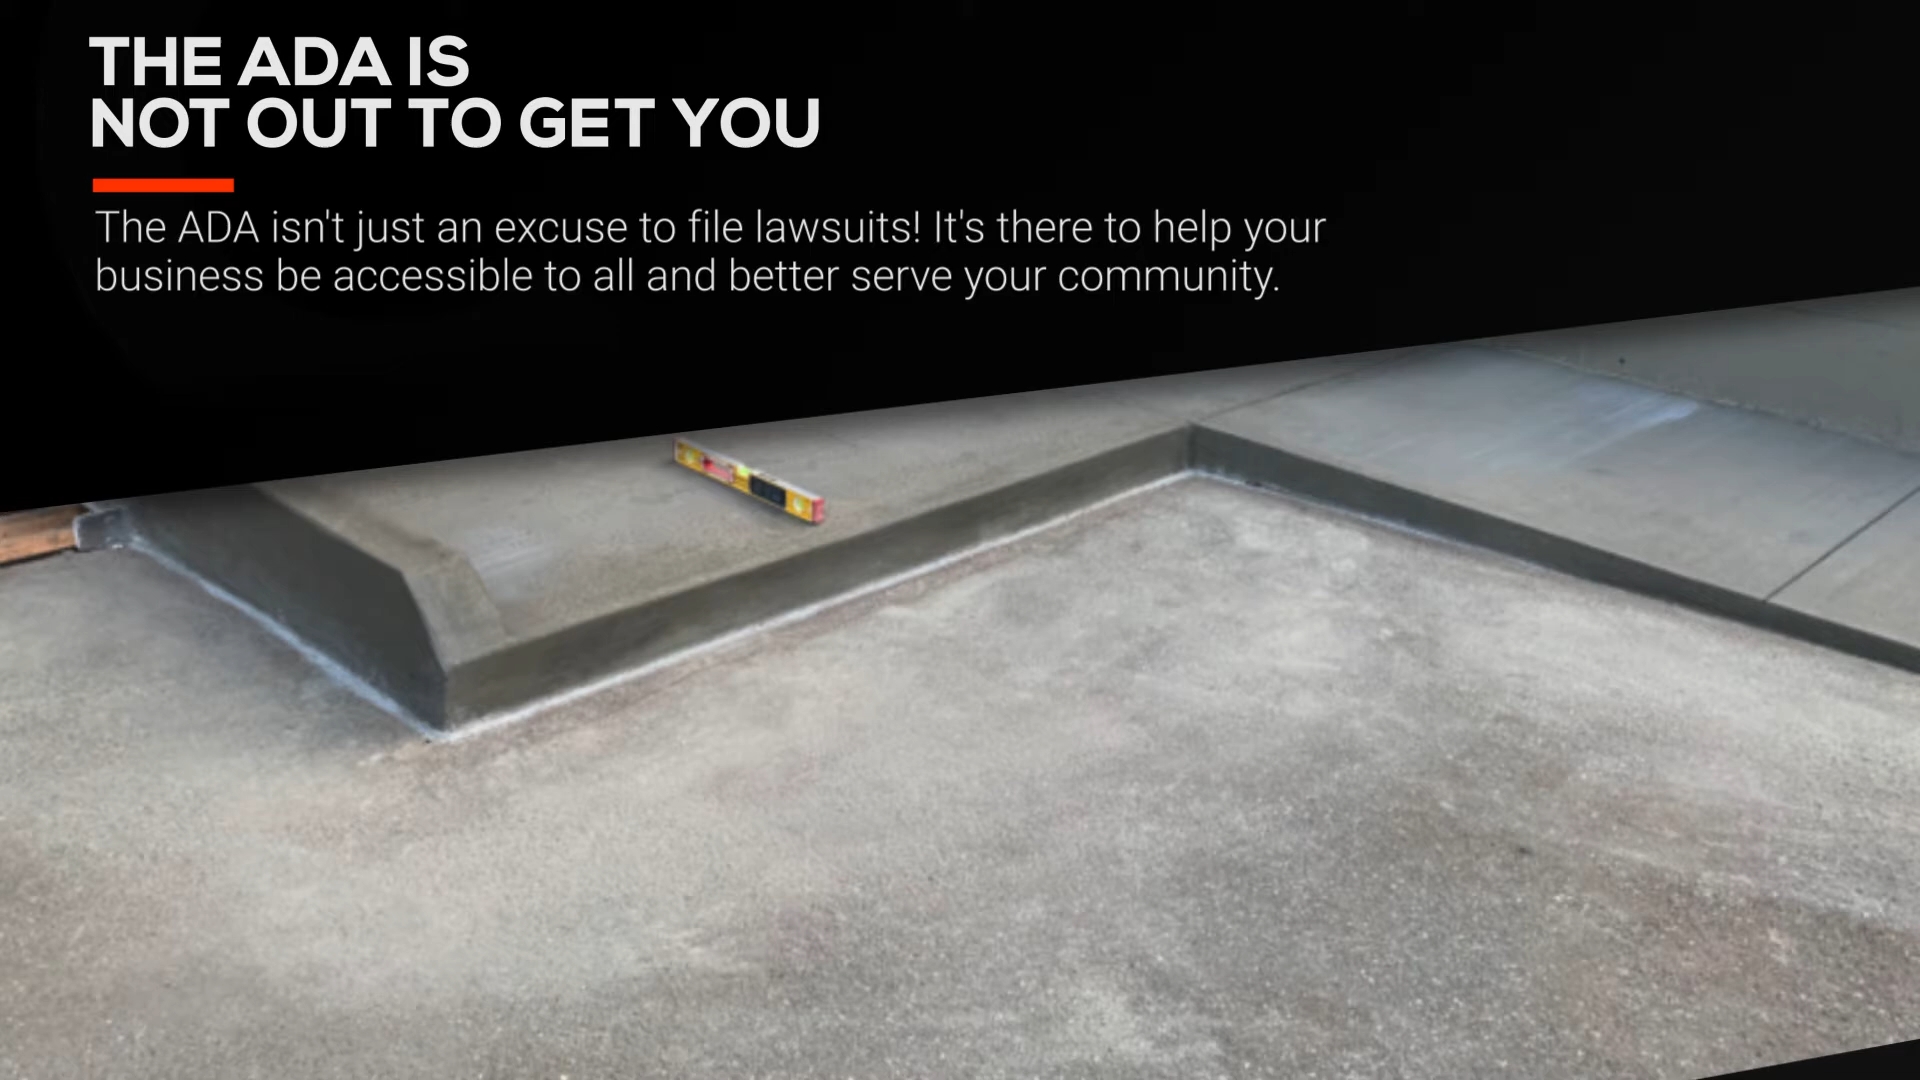 THE ADA IS
NOT OUT TO GET YOU
The ADA isn't just an excuse to file lawsuits! It's there to help your
business be accessible to all and better serve your community.